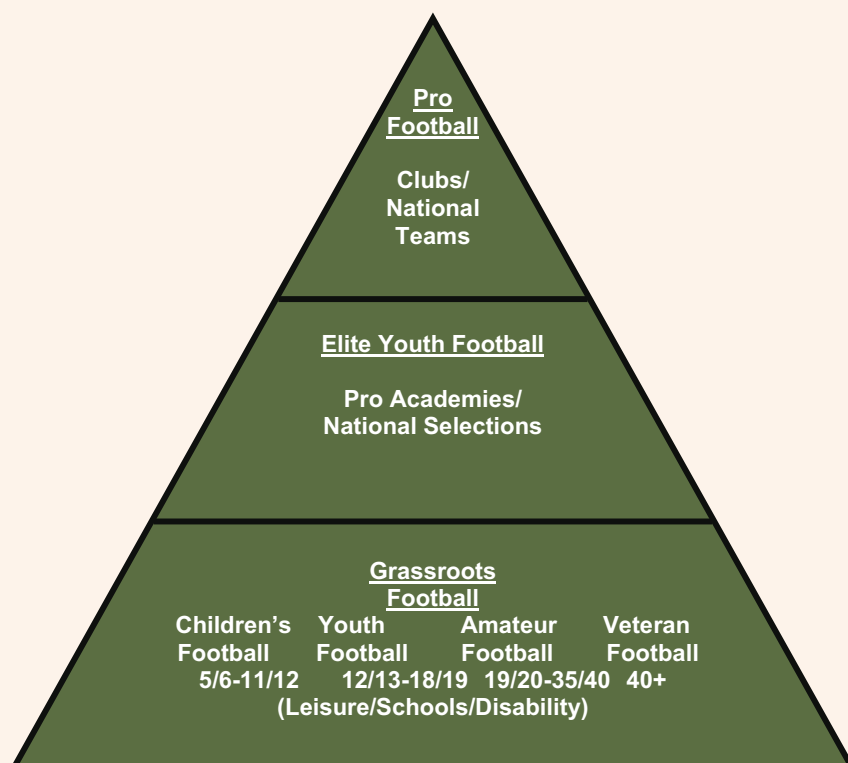 Pro
Football
Clubs/
National
Teams
Elite Youth Football
Pro Academies/
National Selections
Grassroots
Football
Children’s Youth Amateur Veteran
Football Football Football Football
5/6-11/12 12/13-18/19 19/20-35/40 40+
(Leisure/Schools/Disability)